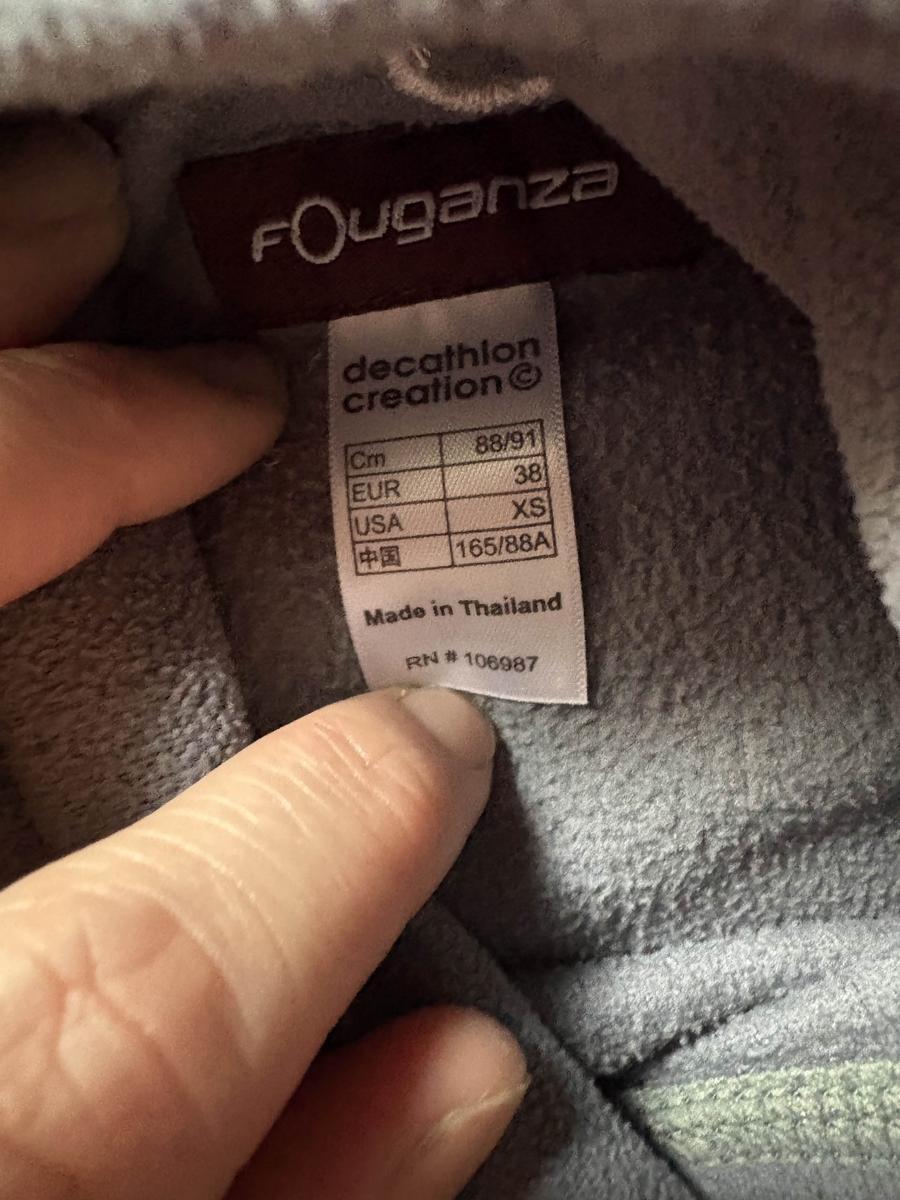 fOuganza
decathlon
creation ©
Cm 88/91
EUR 38
USA XS
中国 165/88A
Made in Thailand
RN # 106987